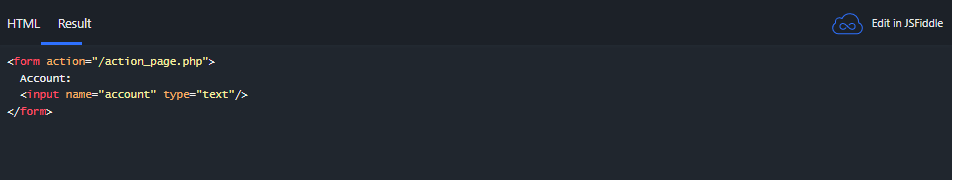 HTML Result Edit in JSFiddle
<form action="/action_page.php">
  Account:
  <input name="account" type="text"/>
</form>